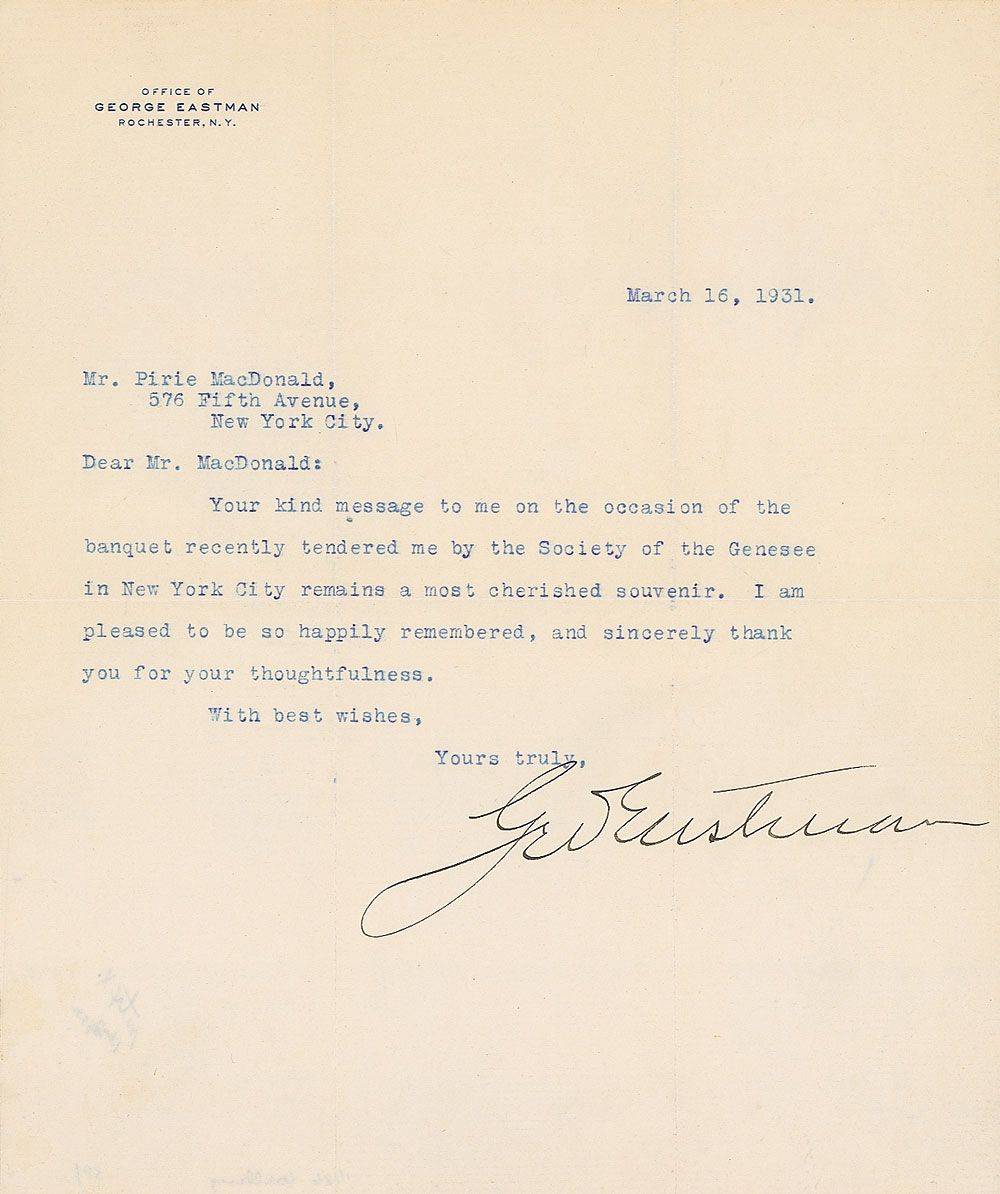 OFFICE OF
GEORGE EASTMAN
ROCHESTER, N.Y.
March 16, 1931.
Mr. Pirie MacDonald,
576 Fifth Avenue,
New York City.
Dear Mr. MacDonald:
Your kind message to me on the occasion of the
banquet recently tendered me by the Society of the Genesee
in New York City remains a most cherished souvenir. I am
pleased to be so happily remembered, and sincerely thank
you for your thoughtfulness.
With best wishes,
Yours truly,
Geo Eastman